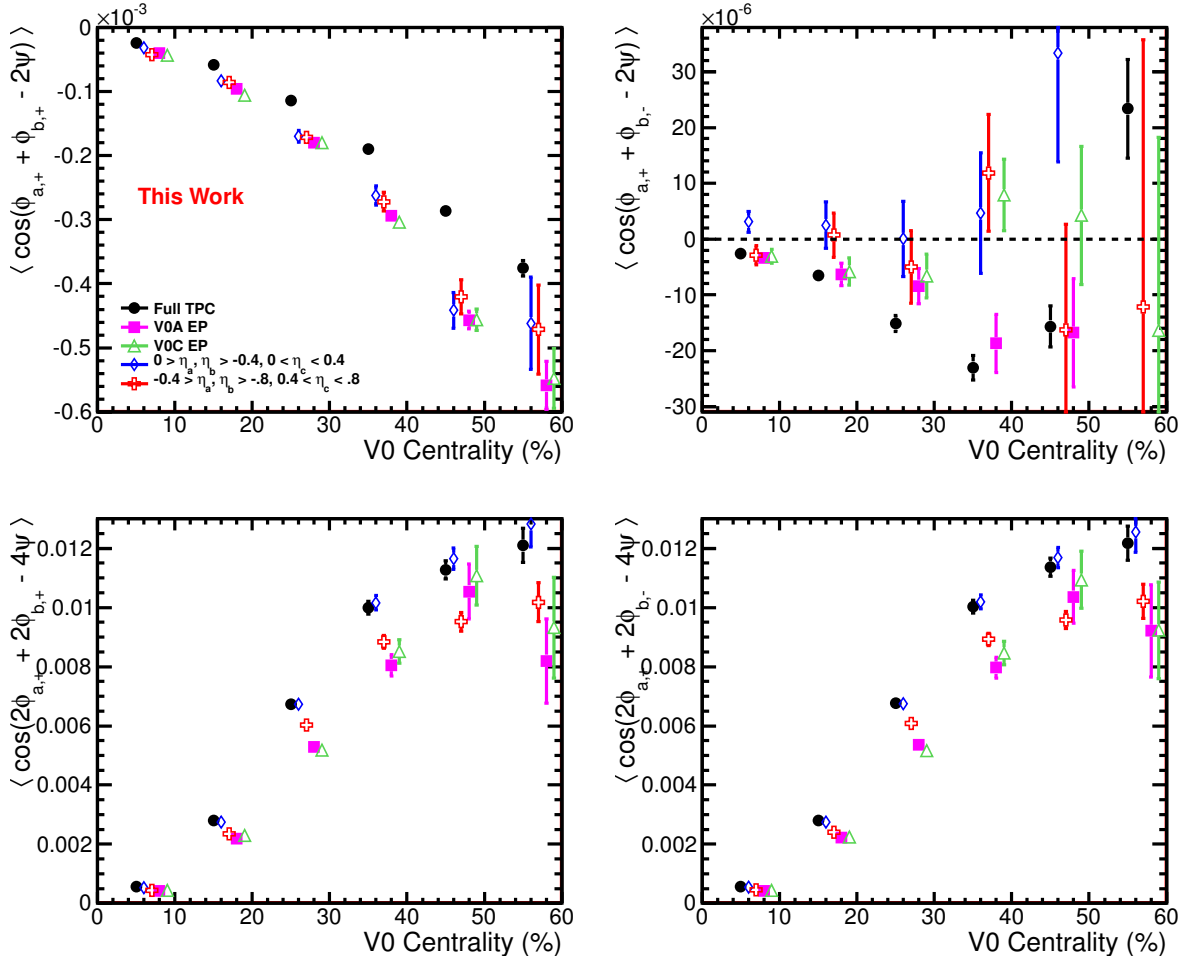 ×10⁻³
⟨ cos(ϕa,+ + ϕb,+ - 2ψ) ⟩
0
-0.1
-0.2
-0.3
-0.4
-0.5
-0.6
This Work
Full TPC
V0A EP
V0C EP
0 > ηa, ηb > -0.4, 0 < ηc < 0.4
-0.4 > ηa, ηb > -.8, 0.4 < ηc < .8
0 10 20 30 40 50 60
V0 Centrality (%)
×10⁻⁶
⟨ cos(ϕa,+ + ϕb,- - 2ψ) ⟩
30
20
10
0
-10
-20
-30
0 10 20 30 40 50 60
V0 Centrality (%)
⟨ cos(2ϕa,+ + 2ϕb,+ - 4ψ) ⟩
0.012
0.01
0.008
0.006
0.004
0.002
0
0 10 20 30 40 50 60
V0 Centrality (%)
⟨ cos(2ϕa,+ + 2ϕb,- - 4ψ) ⟩
0.012
0.01
0.008
0.006
0.004
0.002
0
0 10 20 30 40 50 60
V0 Centrality (%)